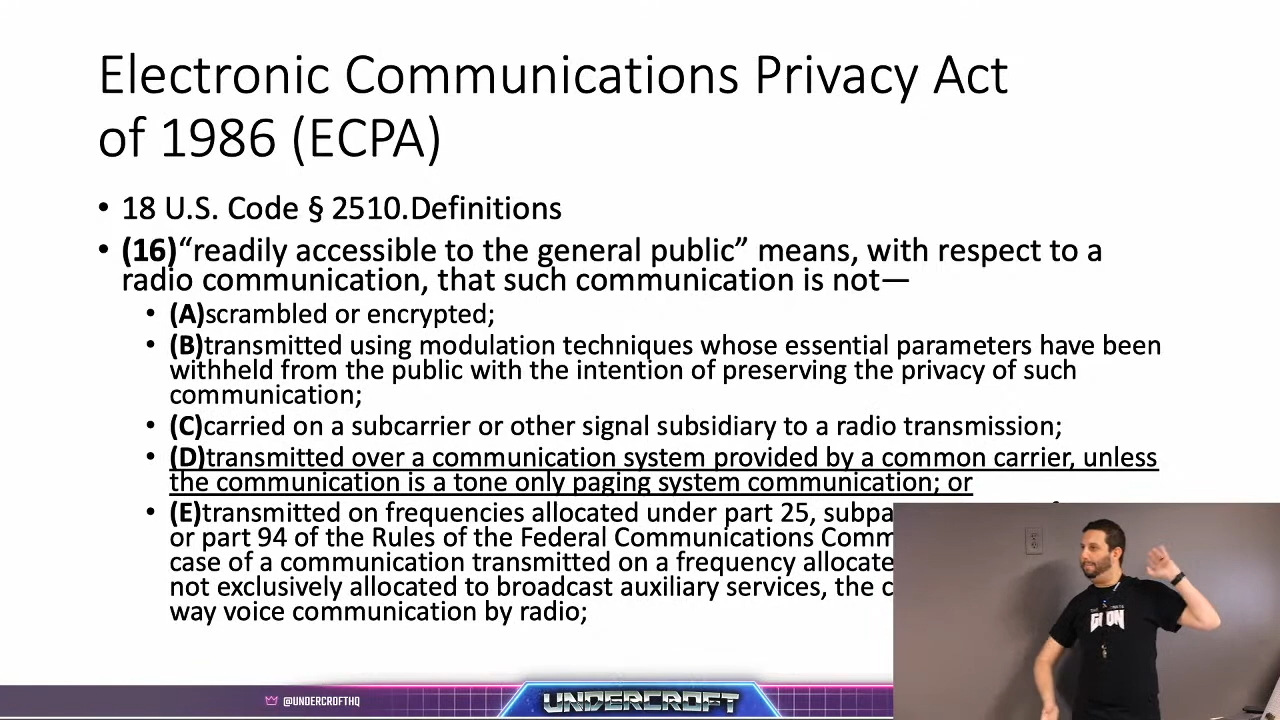 Electronic Communications Privacy Act
of 1986 (ECPA)
• 18 U.S. Code § 2510.Definitions
• (16)“readily accessible to the general public” means, with respect to a
radio communication, that such communication is not—
• (A)scrambled or encrypted;
• (B)transmitted using modulation techniques whose essential parameters have been
withheld from the public with the intention of preserving the privacy of such
communication;
• (C)carried on a subcarrier or other signal subsidiary to a radio transmission;
• (D)transmitted over a communication system provided by a common carrier, unless
the communication is a tone only paging system communication; or
• (E)transmitted on frequencies allocated under part 25, subpa
or part 94 of the Rules of the Federal Communications Comm
case of a communication transmitted on a frequency allocate
not exclusively allocated to broadcast auxiliary services, the c
way voice communication by radio;
@UNDERCROFTHQ
UNDERCROFT